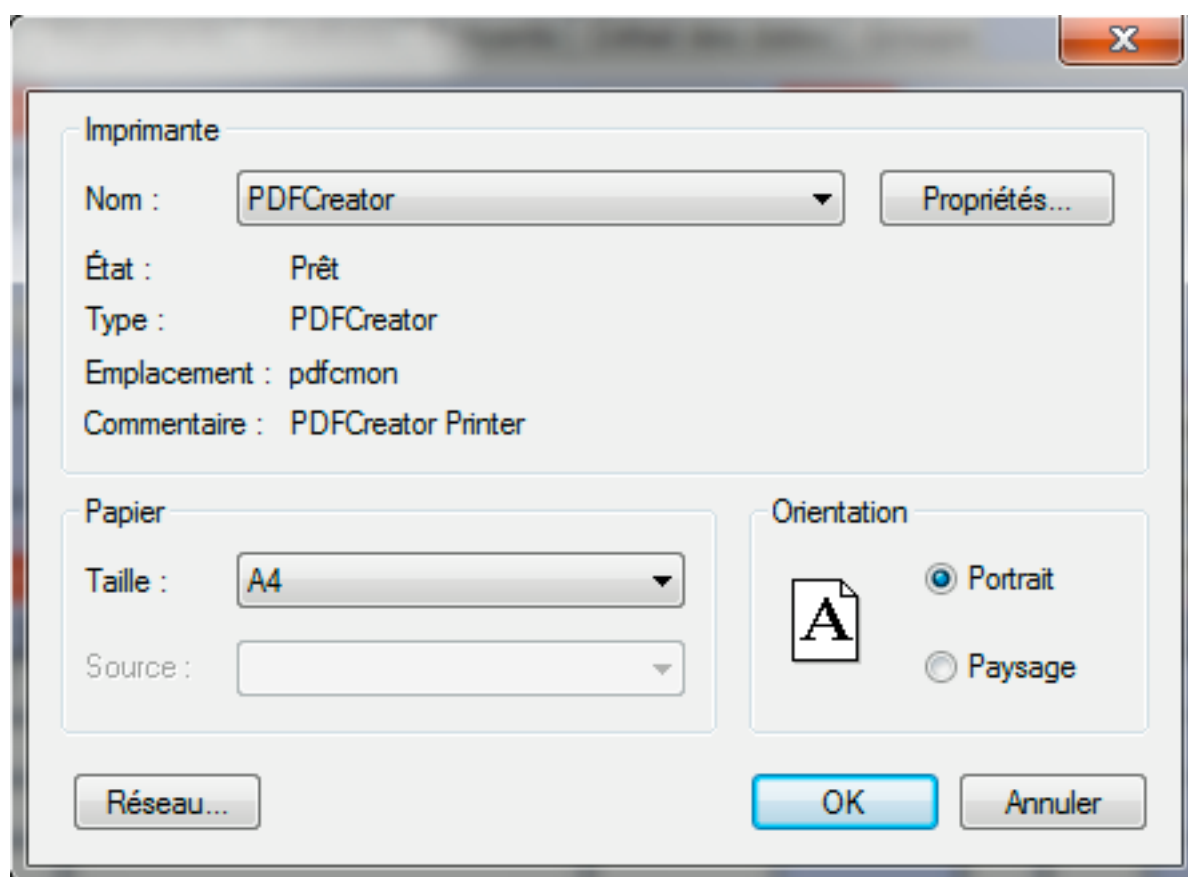 Imprimante
Nom : PDFCreator Propriétés...
État : Prêt
Type : PDFCreator
Emplacement : pdfcmon
Commentaire : PDFCreator Printer
Papier
Taille : A4
Source :
Orientation
A
Portrait
Paysage
Réseau... OK Annuler